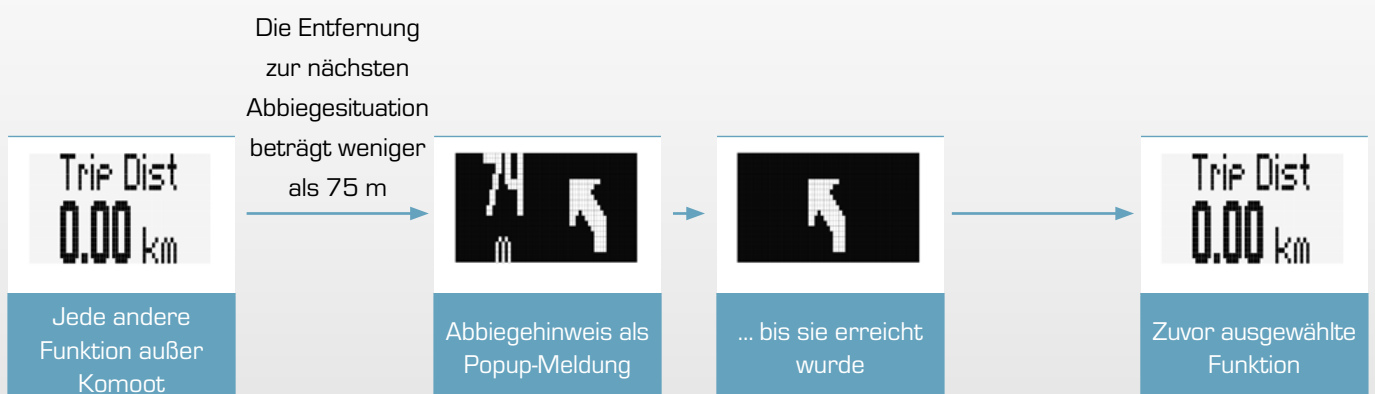 Die Entfernung
zur nächsten
Abbiegesituation
beträgt weniger
als 75 m
Trip Dist
0.00 km
Jede andere
Funktion außer
Komoot
74
m
Abbiegehinweis als
Popup-Meldung
... bis sie erreicht
wurde
Trip Dist
0.00 km
Zuvor ausgewählte
Funktion